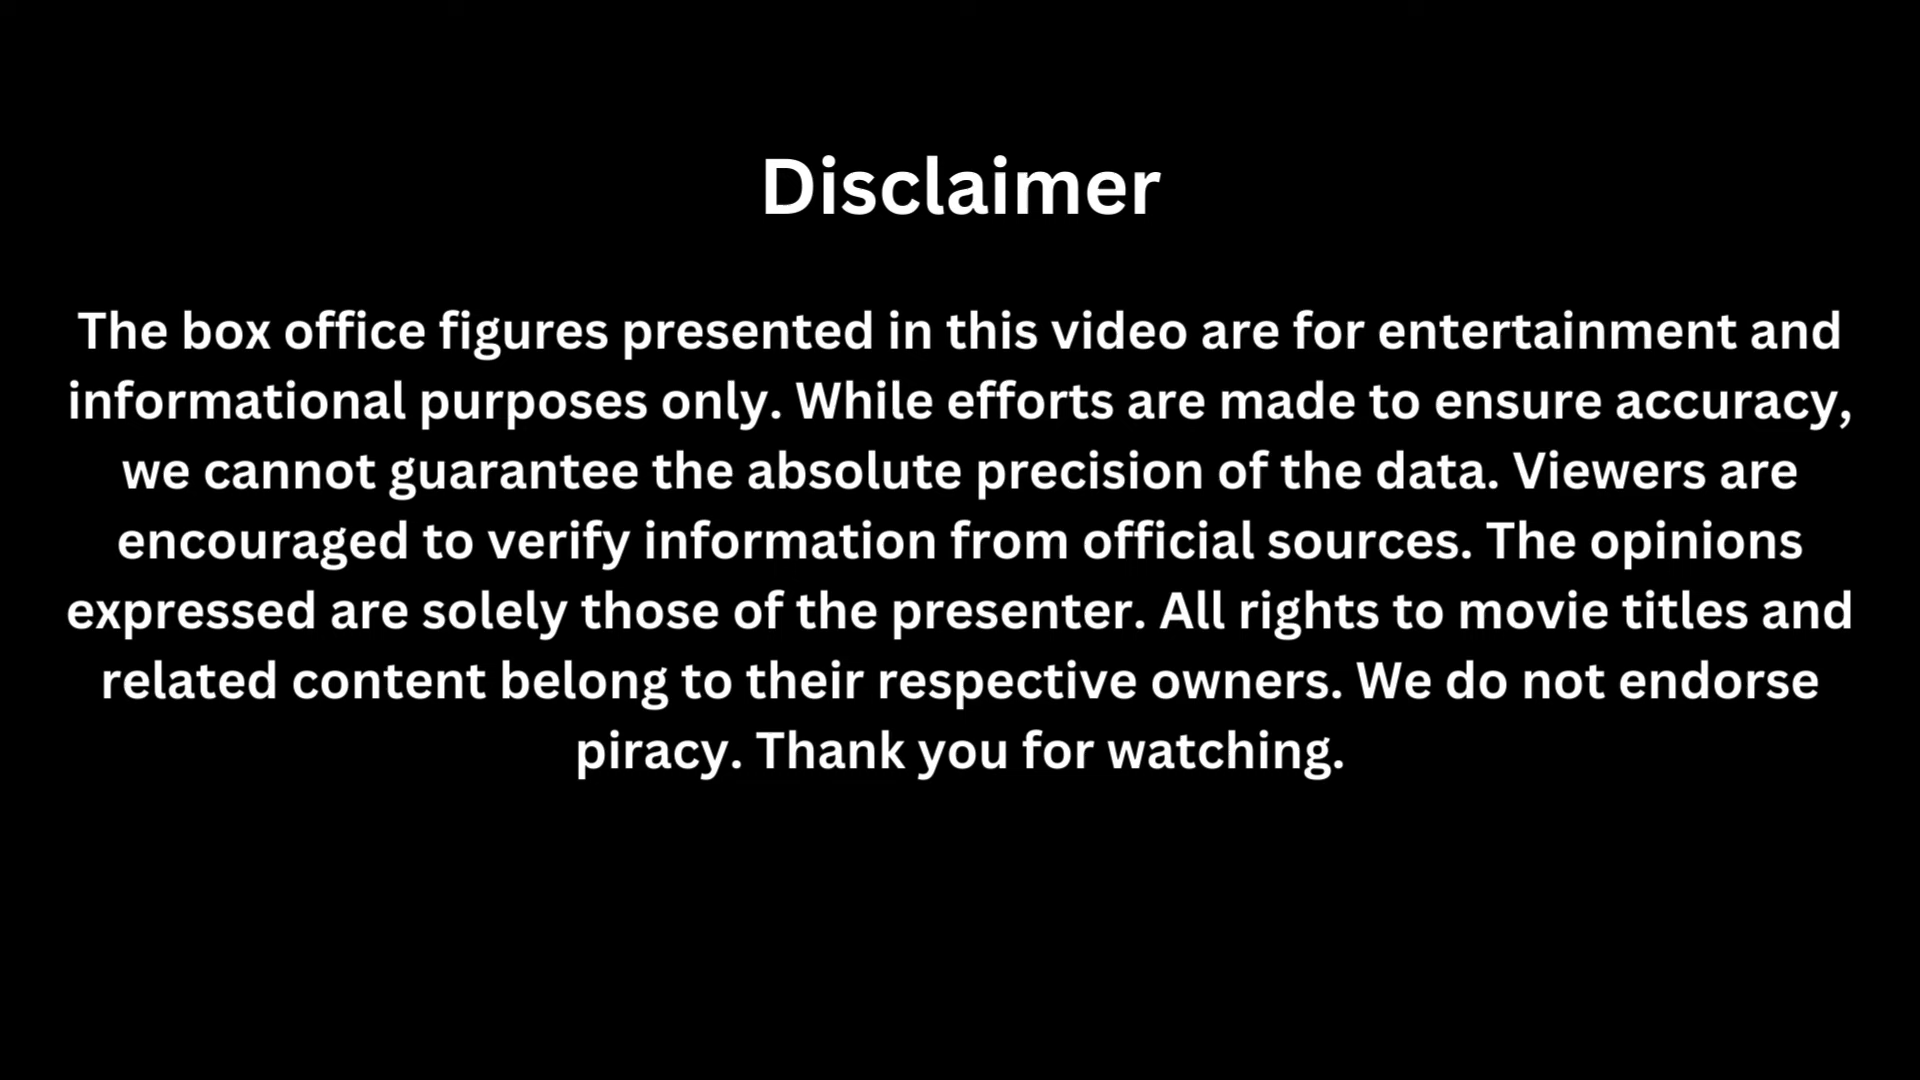 Disclaimer
The box office figures presented in this video are for entertainment and
informational purposes only. While efforts are made to ensure accuracy,
we cannot guarantee the absolute precision of the data. Viewers are
encouraged to verify information from official sources. The opinions
expressed are solely those of the presenter. All rights to movie titles and
related content belong to their respective owners. We do not endorse
piracy. Thank you for watching.